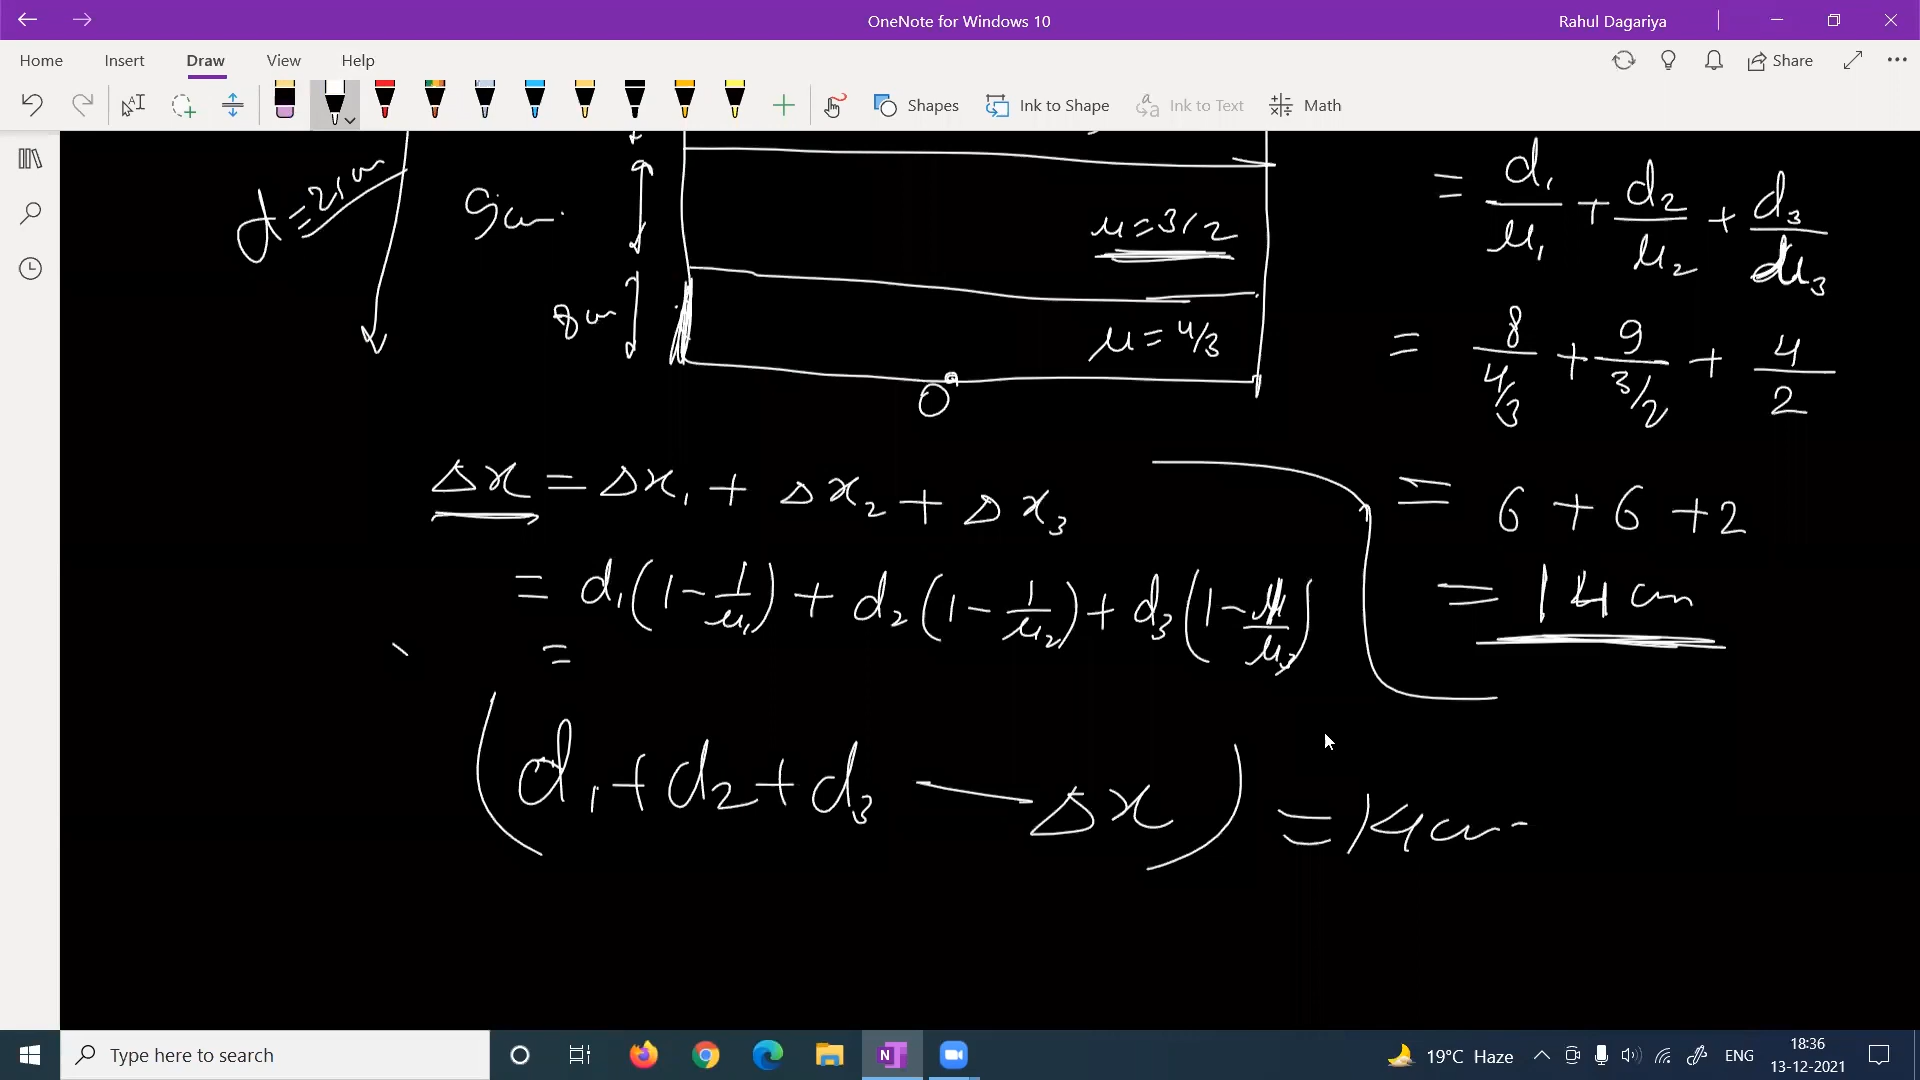 OneNote for Windows 10
Rahul Dagariya
Home Insert Draw View Help
Share
Shapes Ink to Shape Ink to Text Math
d = 21 cm
9 cm
μ = 3/2
8 cm
μ = 4/3
O
= d₁/μ₁ + d₂/μ₂ + d₃/μ₃
= 8/(4/3) + 9/(3/2) + 4/2
= 6 + 6 + 2
= 14 cm
Δx = Δx₁ + Δx₂ + Δx₃
= d₁(1 - 1/μ₁) + d₂(1 - 1/μ₂) + d₃(1 - 1/μ₃)
=
(d₁ + d₂ + d₃ — Δx) = 14 cm
Type here to search
19°C Haze
ENG
18:36
13-12-2021